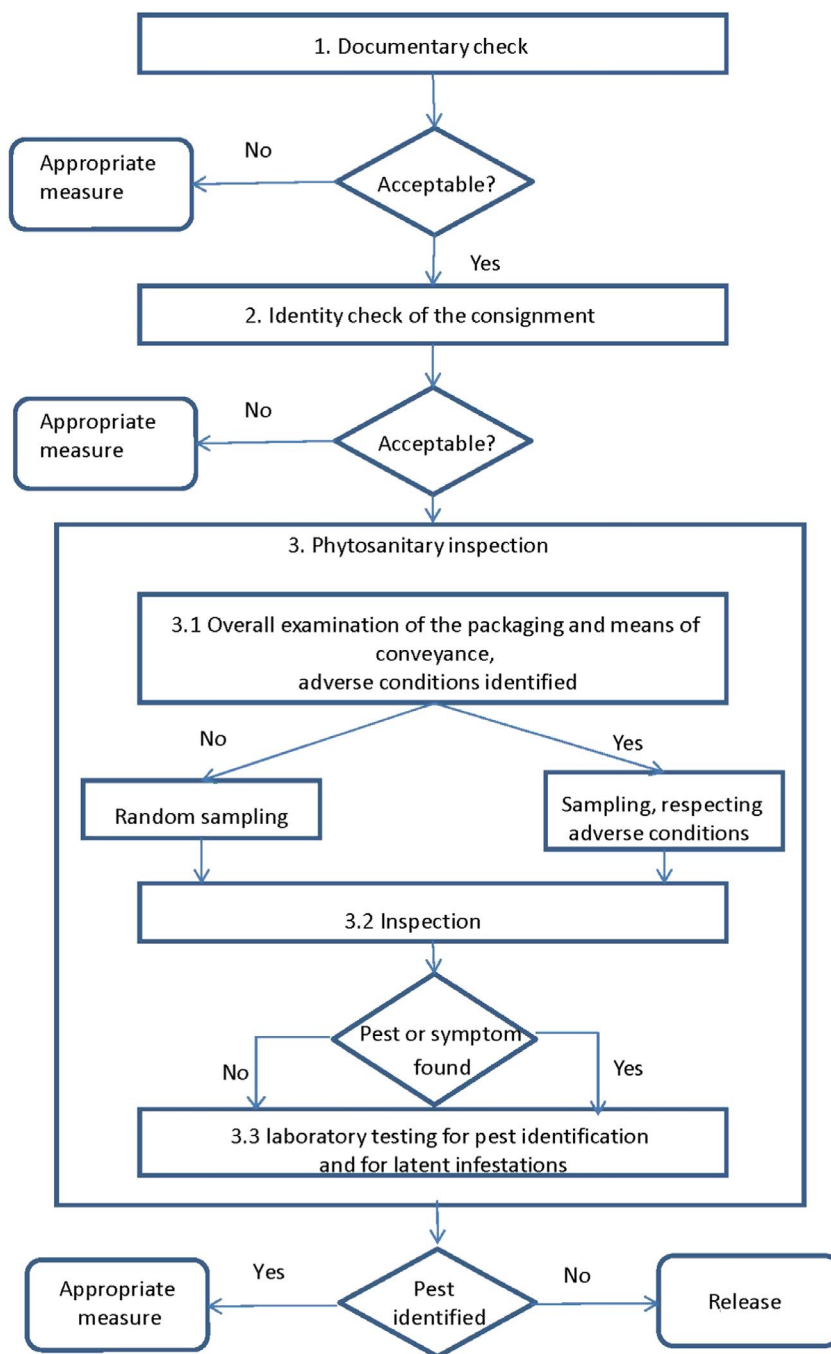 1. Documentary check
No
Appropriate
measure
Acceptable?
Yes
2. Identity check of the consignment
No
Appropriate
measure
Acceptable?
3. Phytosanitary inspection
3.1 Overall examination of the packaging and means of
conveyance,
adverse conditions identified
No
Yes
Random sampling
Sampling, respecting
adverse conditions
3.2 Inspection
Pest or symptom
found
No
Yes
3.3 laboratory testing for pest identification
and for latent infestations
Yes
No
Appropriate
measure
Pest
identified
Release